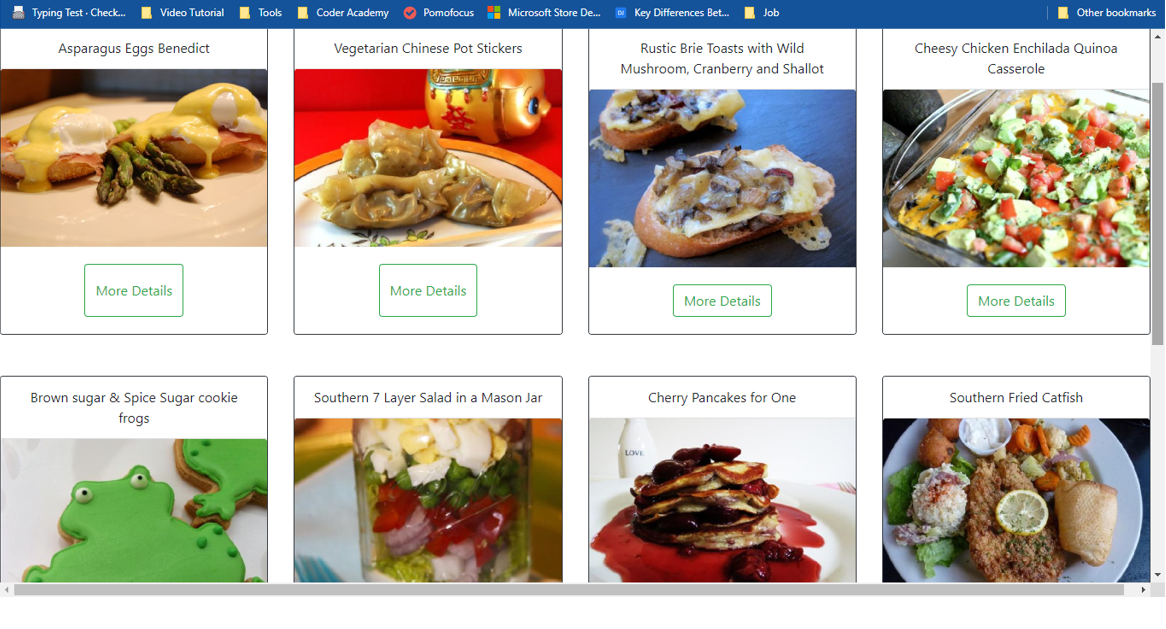 Typing Test · Check...
Video Tutorial
Tools
Coder Academy
Pomofocus
Microsoft Store De...
Key Differences Bet...
Job
Other bookmarks
Asparagus Eggs Benedict
Vegetarian Chinese Pot Stickers
Rustic Brie Toasts with Wild
Mushroom, Cranberry and Shallot
Cheesy Chicken Enchilada Quinoa
Casserole
More Details
More Details
More Details
More Details
Brown sugar & Spice Sugar cookie
frogs
Southern 7 Layer Salad in a Mason Jar
Cherry Pancakes for One
Southern Fried Catfish
LOVE